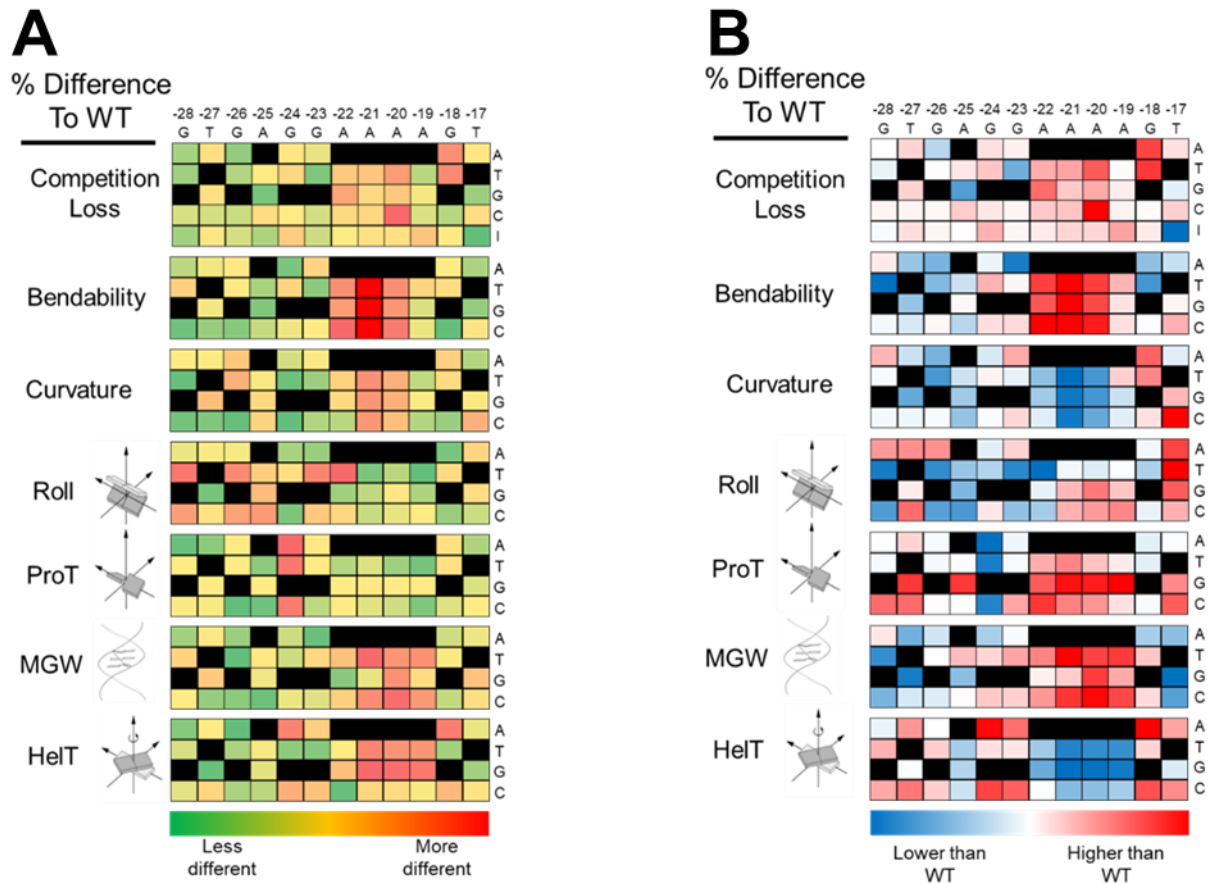 A
% Difference
To WT
-28 -27 -26 -25 -24 -23 -22 -21 -20 -19 -18 -17
G T G A G G A A A A G T
Competition
Loss
A
T
G
C
I
Bendability
A
T
G
C
Curvature
A
T
G
C
Roll
A
T
G
C
ProT
A
T
G
C
MGW
A
T
G
C
HelT
A
T
G
C
Less
different
More
different
B
% Difference
To WT
-28 -27 -26 -25 -24 -23 -22 -21 -20 -19 -18 -17
G T G A G G A A A A G T
Competition
Loss
A
T
G
C
I
Bendability
A
T
G
C
Curvature
A
T
G
C
Roll
A
T
G
C
ProT
A
T
G
C
MGW
A
T
G
C
HelT
A
T
G
C
Lower than
WT
Higher than
WT